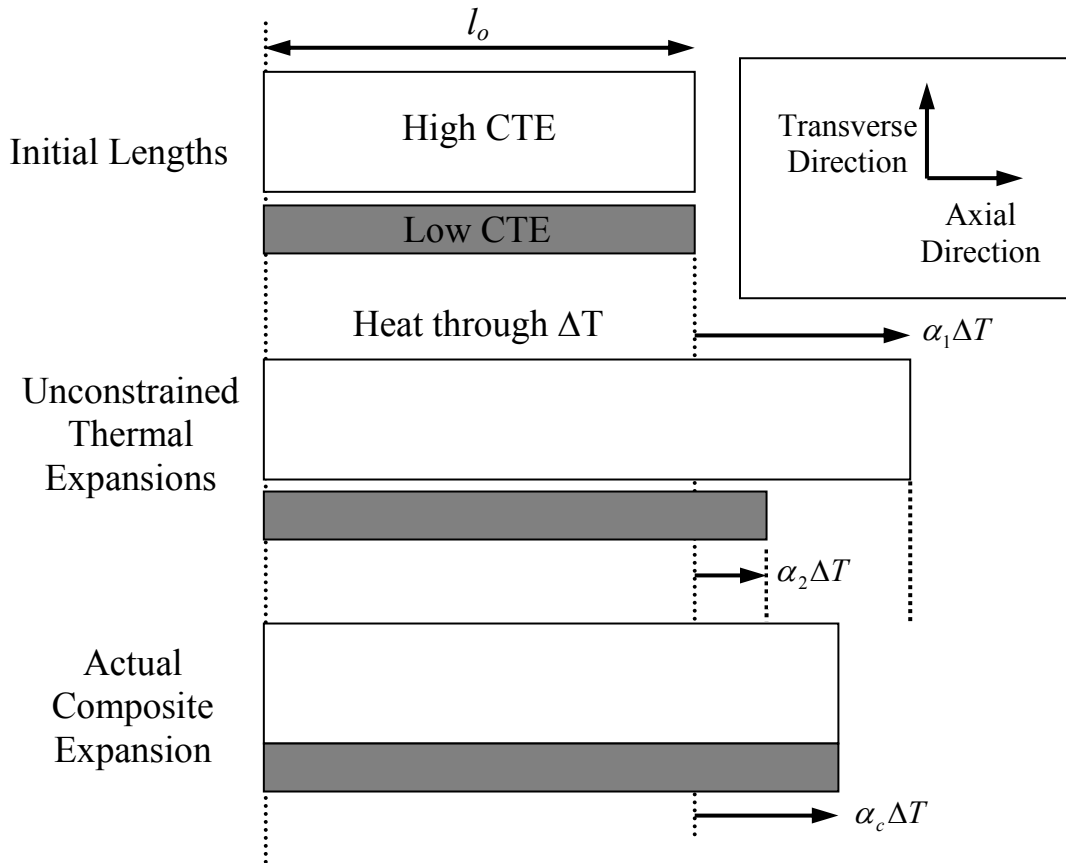 l₀
High CTE
Initial Lengths
Low CTE
Transverse
Direction
Axial
Direction
Heat through ΔT
α₁ΔT
Unconstrained
Thermal
Expansions
α₂ΔT
Actual
Composite
Expansion
α_cΔT